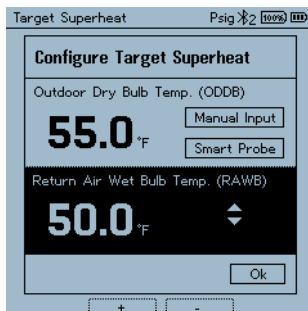 Target Superheat Psig 2 100%
Configure Target Superheat
Outdoor Dry Bulb Temp. (ODDB)
55.0 °F
Manual Input
Smart Probe
Return Air Wet Bulb Temp. (RAWB)
50.0 °F
Ok
+ -